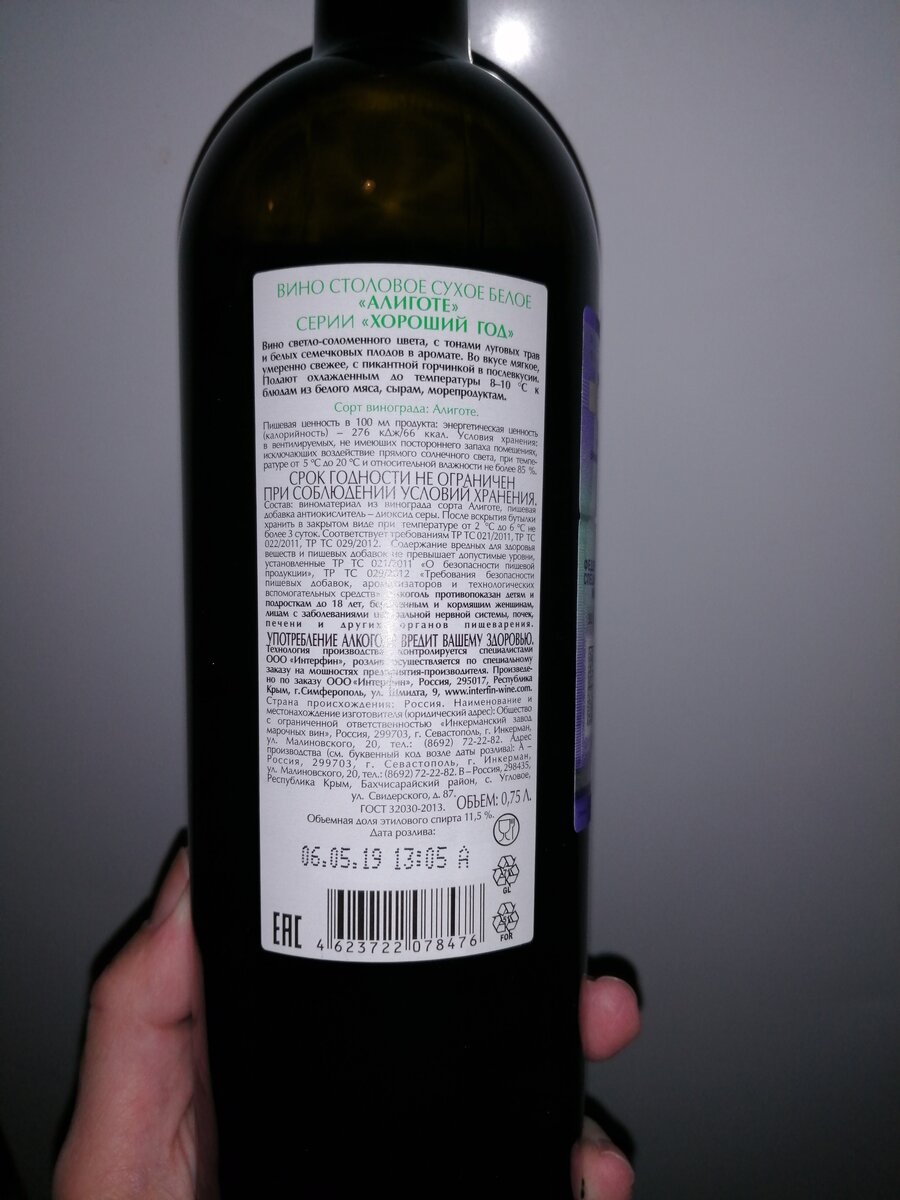 ВИНО СТОЛОВОЕ СУХОЕ БЕЛОЕ
«АЛИГОТЕ»
СЕРИИ «ХОРОШИЙ ГОД»
Вино светло-соломенного цвета, с тонами луговых трав
и белых семечковых плодов в аромате. Во вкусе мягкое,
умеренно свежее, с пикантной горчинкой в послевкусии.
Подают охлажденным до температуры 8–10 °С к
блюдам из белого мяса, сырам, морепродуктам.
Сорт винограда: Алиготе.
Пищевая ценность в 100 мл продукта: энергетическая ценность
(калорийность) – 276 кДж/66 ккал. Условия хранения:
в вентилируемых, не имеющих постороннего запаха помещениях,
исключающих воздействие прямого солнечного света, при темпе-
ратуре от 5 °С до 20 °С и относительной влажности не более 85 %.
СРОК ГОДНОСТИ НЕ ОГРАНИЧЕН
ПРИ СОБЛЮДЕНИИ УСЛОВИЙ ХРАНЕНИЯ.
Состав: виноматериал из винограда сорта Алиготе, пищевая
добавка антиокислитель – диоксид серы. После вскрытия бутылки
хранить в закрытом виде при температуре от 2 °С до 6 °С не
более 3 суток. Соответствует требованиям ТР ТС 021/2011, ТР ТС
022/2011, ТР ТС 029/2012. Содержание вредных для здоровья
веществ и пищевых добавок не превышает допустимые уровни,
установленные ТР ТС 021/2011 «О безопасности пищевой
продукции», ТР ТС 029/2012 «Требования безопасности
пищевых добавок, ароматизаторов и технологических
вспомогательных средств». Алкоголь противопоказан детям и
подросткам до 18 лет, беременным и кормящим женщинам,
лицам с заболеваниями центральной нервной системы, почек,
печени и других органов пищеварения.
УПОТРЕБЛЕНИЕ АЛКОГОЛЯ ВРЕДИТ ВАШЕМУ ЗДОРОВЬЮ.
Технология производства контролируется специалистами
ООО «Интерфин», розлив осуществляется по специальному
заказу на мощностях предприятия-производителя. Произведе-
но по заказу ООО «Интерфин», Россия, 295017, Республика
Крым, г.Симферополь, ул. Шмидта, 9, www.interfin-wine.com.
Страна происхождения: Россия. Наименование и
местонахождение изготовителя (юридический адрес): Общество
с ограниченной ответственностью «Инкерманский завод
марочных вин», Россия, 299703, г. Севастополь, г. Инкерман,
ул. Малиновского, 20, тел.: (8692) 72-22-82. Адрес
производства (см. буквенный код возле даты розлива): А –
Россия, 299703, г. Севастополь, г. Инкерман,
ул. Малиновского, 20, тел.: (8692) 72-22-82. В – Россия, 298435,
Республика Крым, Бахчисарайский район, с. Угловое,
ул. Свидерского, д. 87.
ОБЪЕМ: 0,75 Л.
ГОСТ 32030-2013.
Объемная доля этилового спирта 11,5 %.
Дата розлива:
06.05.19 13:05 А
GL
FOR
EAC
4 623722 078476